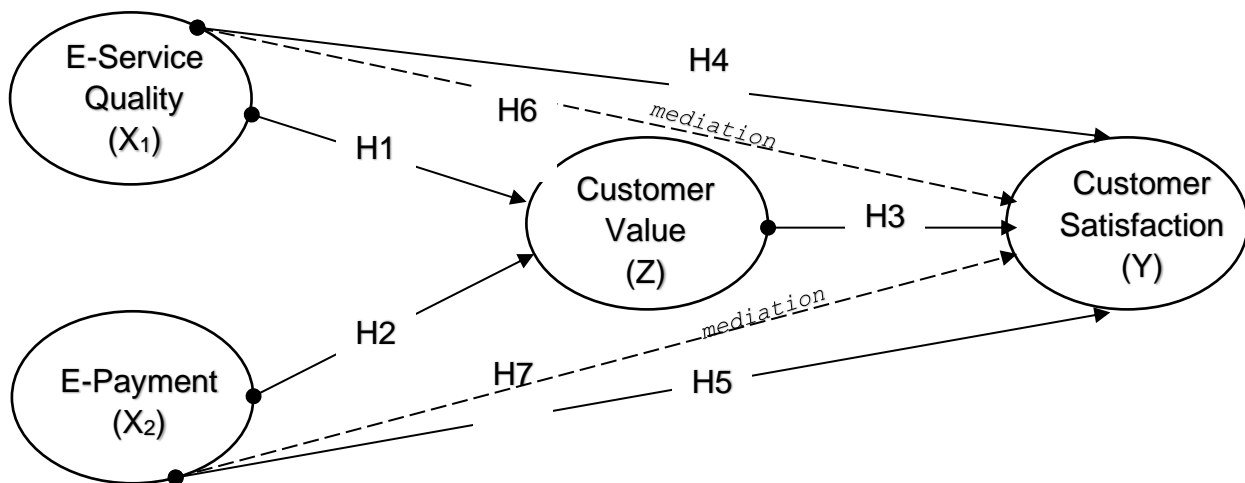 E-Service
Quality
(X₁)
H4
H6
mediation
H1
Customer
Value
(Z)
H3
Customer
Satisfaction
(Y)
H2
mediation
E-Payment
(X₂)
H7
H5